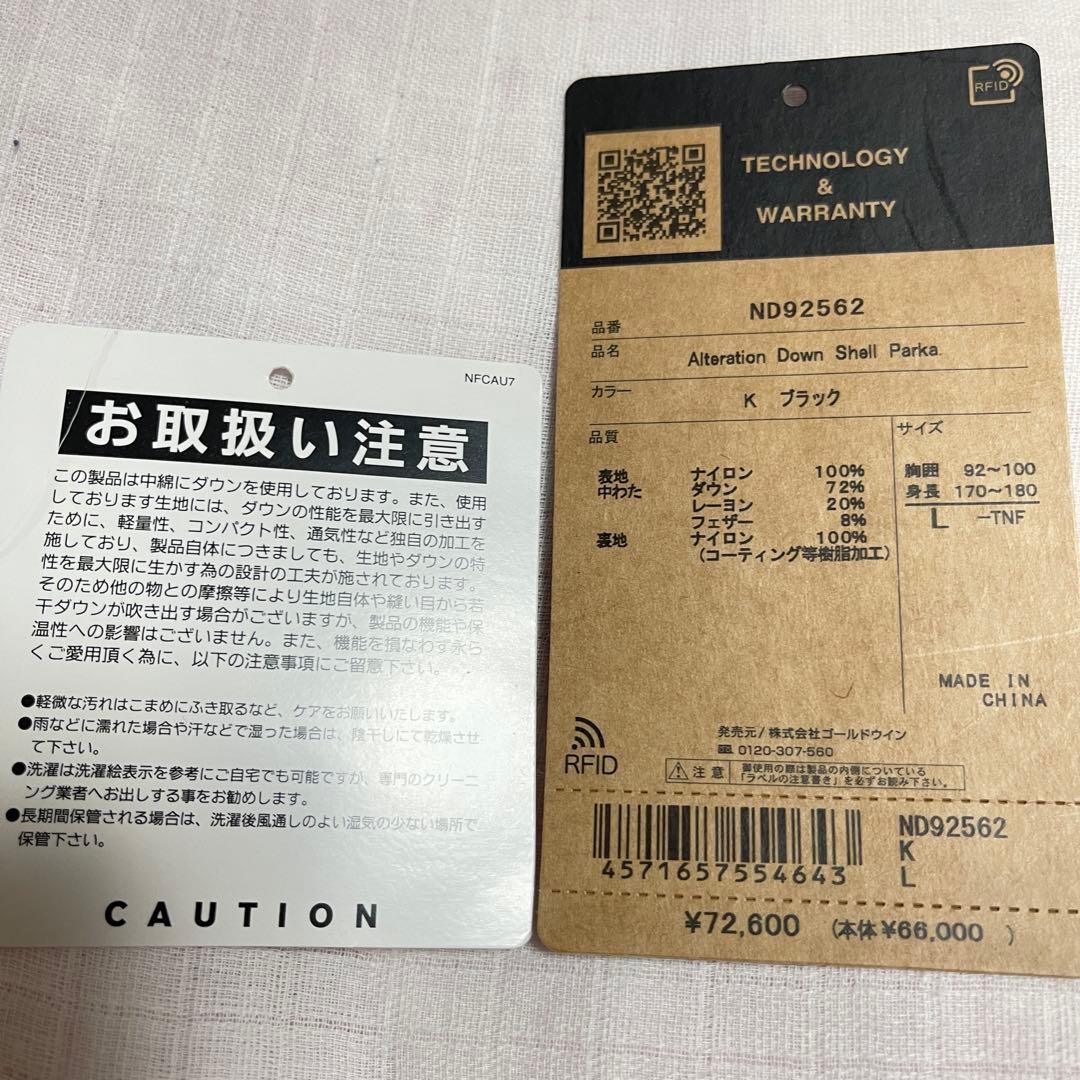 NFCAU7
お取扱い注意
この製品は中綿にダウンを使用しております。また、使用
しております生地には、ダウンの性能を最大限に引き出す
ために、軽量性、コンパクト性、通気性など独自の加工を
施しており、製品自体につきましても、生地やダウンの特
性を最大限に生かす為の設計の工夫が施されております。
そのため他の物との摩擦等により生地自体や縫い目から若
干ダウンが吹き出す場合がございますが、製品の機能や保
温性への影響はございません。また、機能を損なわず永ら
くご愛用頂く為に、以下の注意事項にご留意下さい。
●軽微な汚れはこまめにふき取るなど、ケアをお願いいたします。
●雨などに濡れた場合や汗などで湿った場合は、陰干しにて乾燥させ
て下さい。
●洗濯は洗濯絵表示を参考にご自宅でも可能ですが、専門のクリーニ
ング業者へお出しする事をお勧めします。
●長期間保管される場合は、洗濯後風通しのよい湿気の少ない場所で
保管下さい。
CAUTION
RFID
TECHNOLOGY
&
WARRANTY
品番 ND92562
品名 Alteration Down Shell Parka
カラー K ブラック
品質
表地 ナイロン 100%
中わた ダウン 72%
レーヨン 20%
フェザー 8%
裏地 ナイロン 100%
(コーティング等樹脂加工)
サイズ
胸囲 92〜100
身長 170〜180
L -TNF
MADE IN
CHINA
RFID
発売元/株式会社ゴールドウイン
0120-307-560
注意 御使用の際は製品の内側についている
「ラベルの注意書き」を必ずお読み下さい。
4571657554643
ND92562
K
L
¥72,600 (本体¥66,000 )